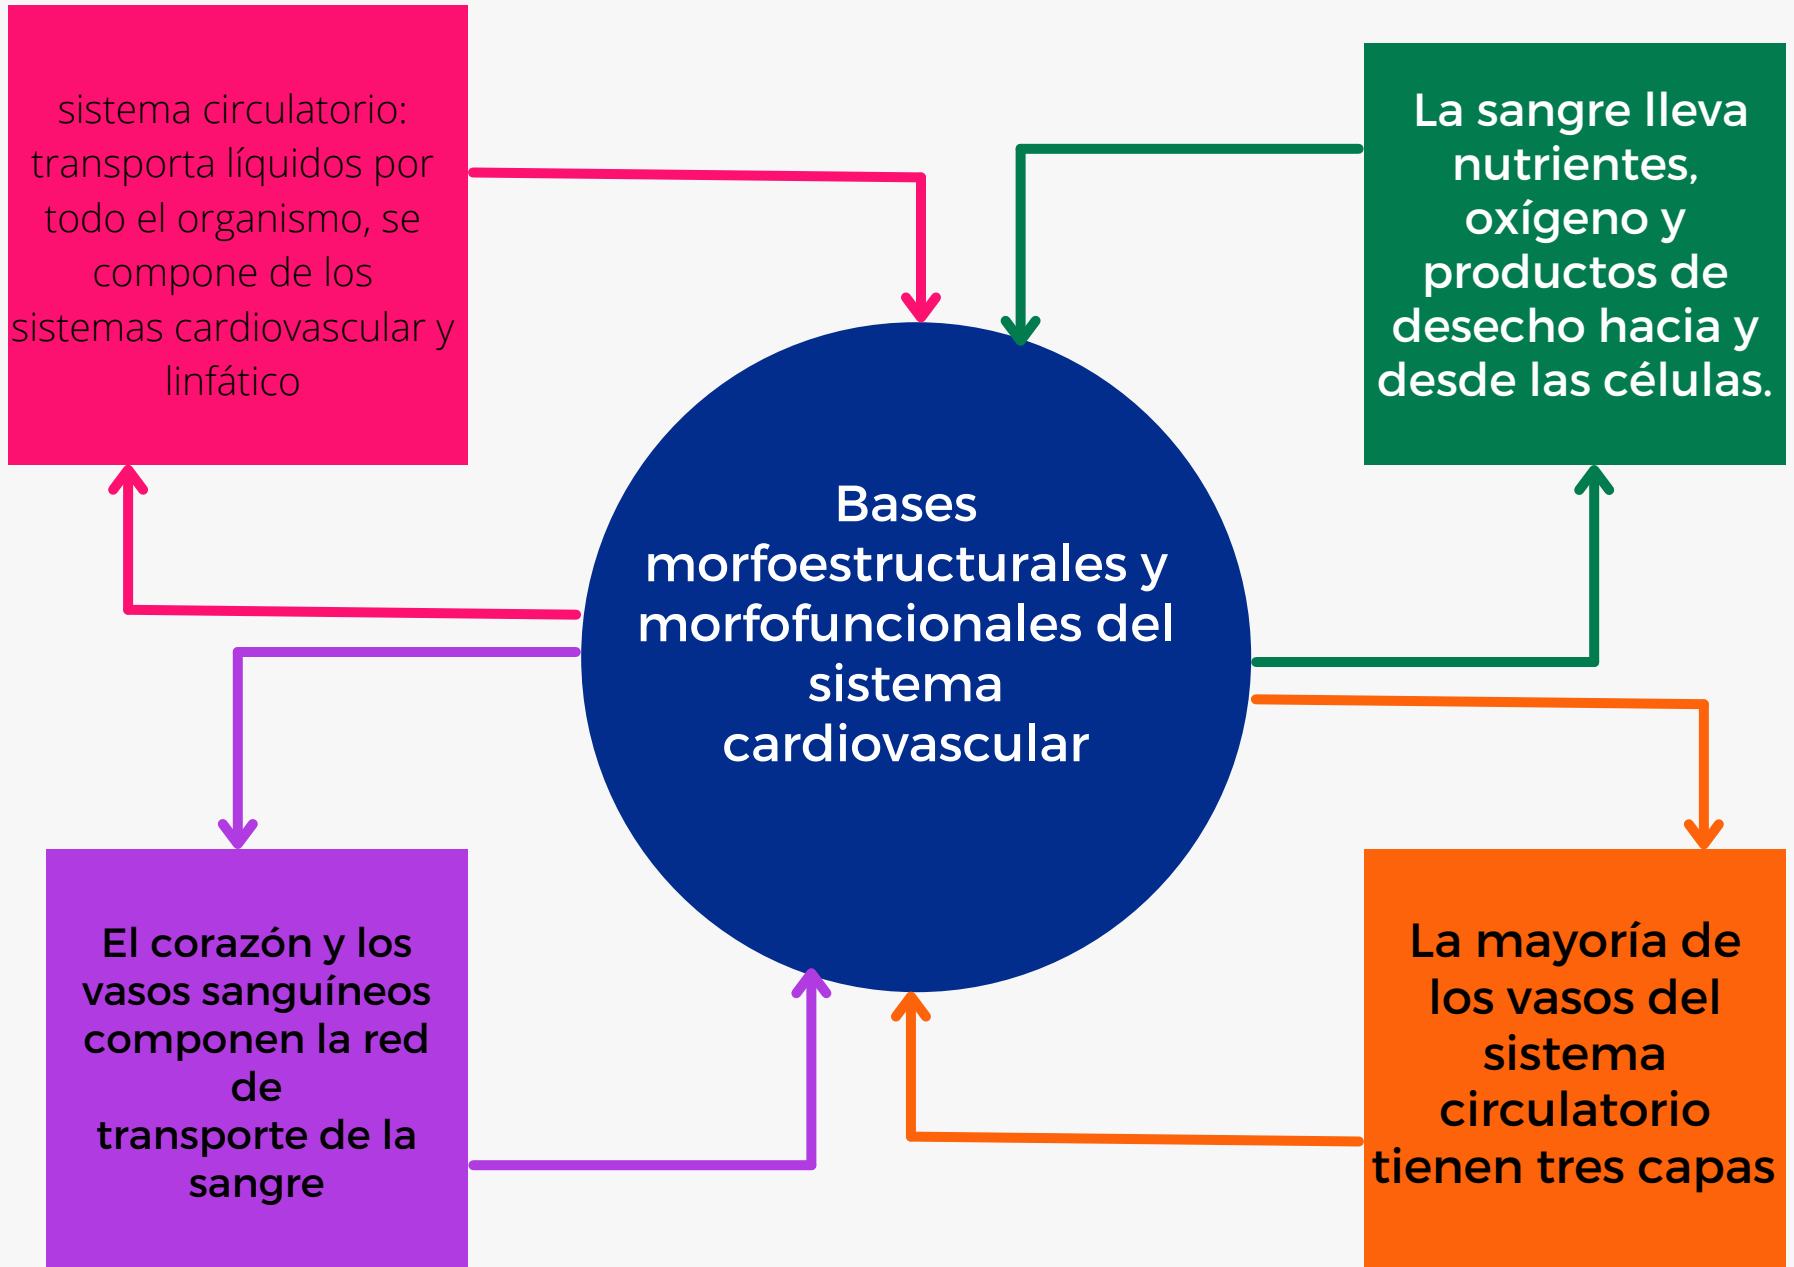 sistema circulatorio:
transporta líquidos por
todo el organismo, se
compone de los
sistemas cardiovascular y
linfático
La sangre lleva
nutrientes,
oxígeno y
productos de
desecho hacia y
desde las células.
Bases
morfoestructurales y
morfofuncionales del
sistema
cardiovascular
El corazón y los
vasos sanguíneos
componen la red
de
transporte de la
sangre
La mayoría de
los vasos del
sistema
circulatorio
tienen tres capas